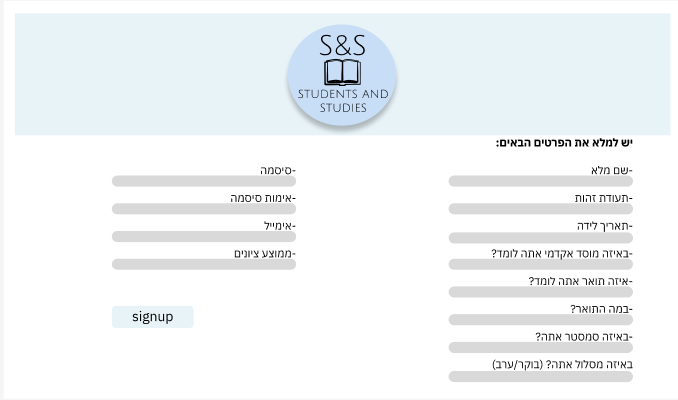 S&S
STUDENTS AND
STUDIES
יש למלא את הפרטים הבאים:
-שם מלא
-תעודת זהות
-תאריך לידה
-באיזה מוסד אקדמי אתה לומד?
-איזה תואר אתה לומד?
-במה התואר?
-באיזה סמסטר אתה?
באיזה מסלול אתה? (בוקר/ערב)
-סיסמה
-אימות סיסמה
-אימייל
-ממוצע ציונים
signup